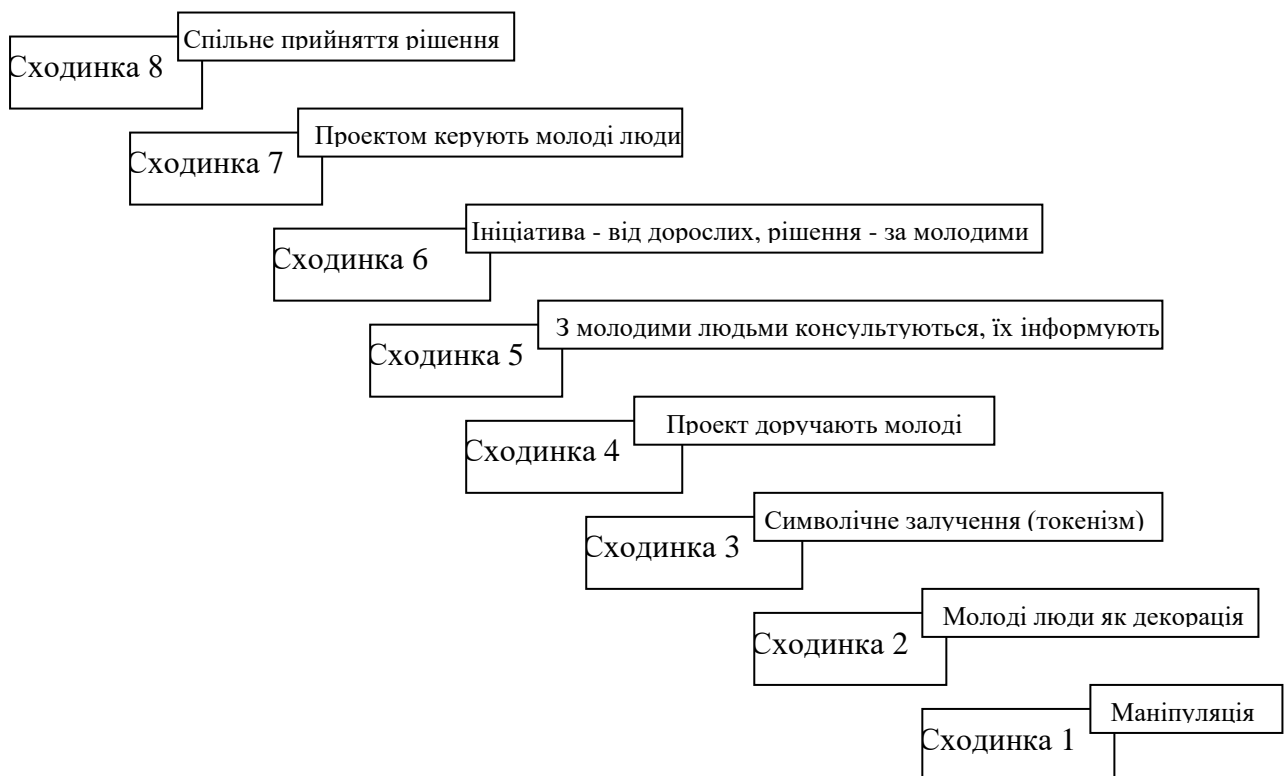 Спільне прийняття рішення
Сходинка 8
Проектом керують молоді люди
Сходинка 7
Ініціатива - від дорослих, рішення - за молодими
Сходинка 6
З молодими людьми консультуються, їх інформують
Сходинка 5
Проект доручають молоді
Сходинка 4
Символічне залучення (токенізм)
Сходинка 3
Молоді люди як декорація
Сходинка 2
Маніпуляція
Сходинка 1